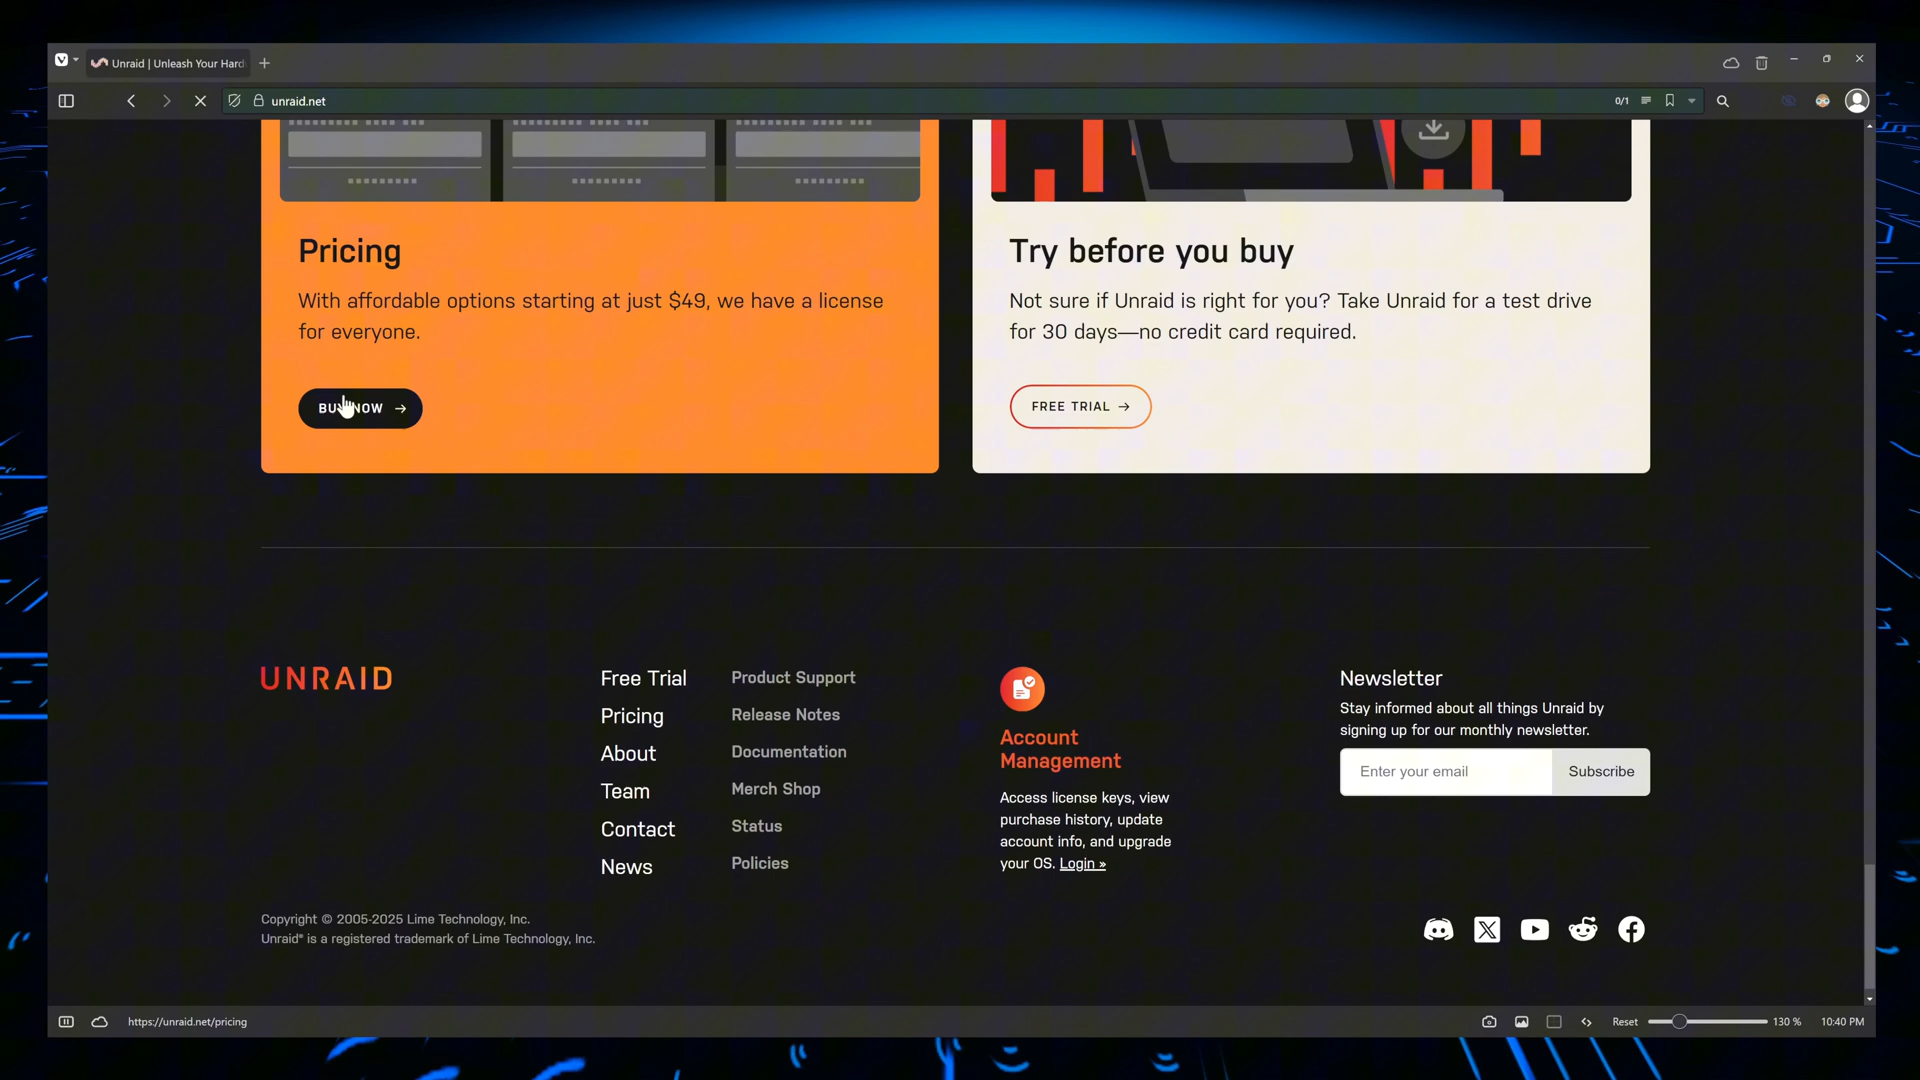 Unraid | Unleash Your Hard
unraid.net
0/1
Pricing
With affordable options starting at just $49, we have a license
for everyone.
BUY NOW →
Try before you buy
Not sure if Unraid is right for you? Take Unraid for a test drive
for 30 days—no credit card required.
FREE TRIAL →
UNRAID
Free Trial
Pricing
About
Team
Contact
News
Product Support
Release Notes
Documentation
Merch Shop
Status
Policies
Account
Management
Access license keys, view
purchase history, update
account info, and upgrade
your OS. Login »
Newsletter
Stay informed about all things Unraid by
signing up for our monthly newsletter.
Enter your email
Subscribe
Copyright © 2005-2025 Lime Technology, Inc.
Unraid® is a registered trademark of Lime Technology, Inc.
https://unraid.net/pricing
Reset
130 %
10:40 PM